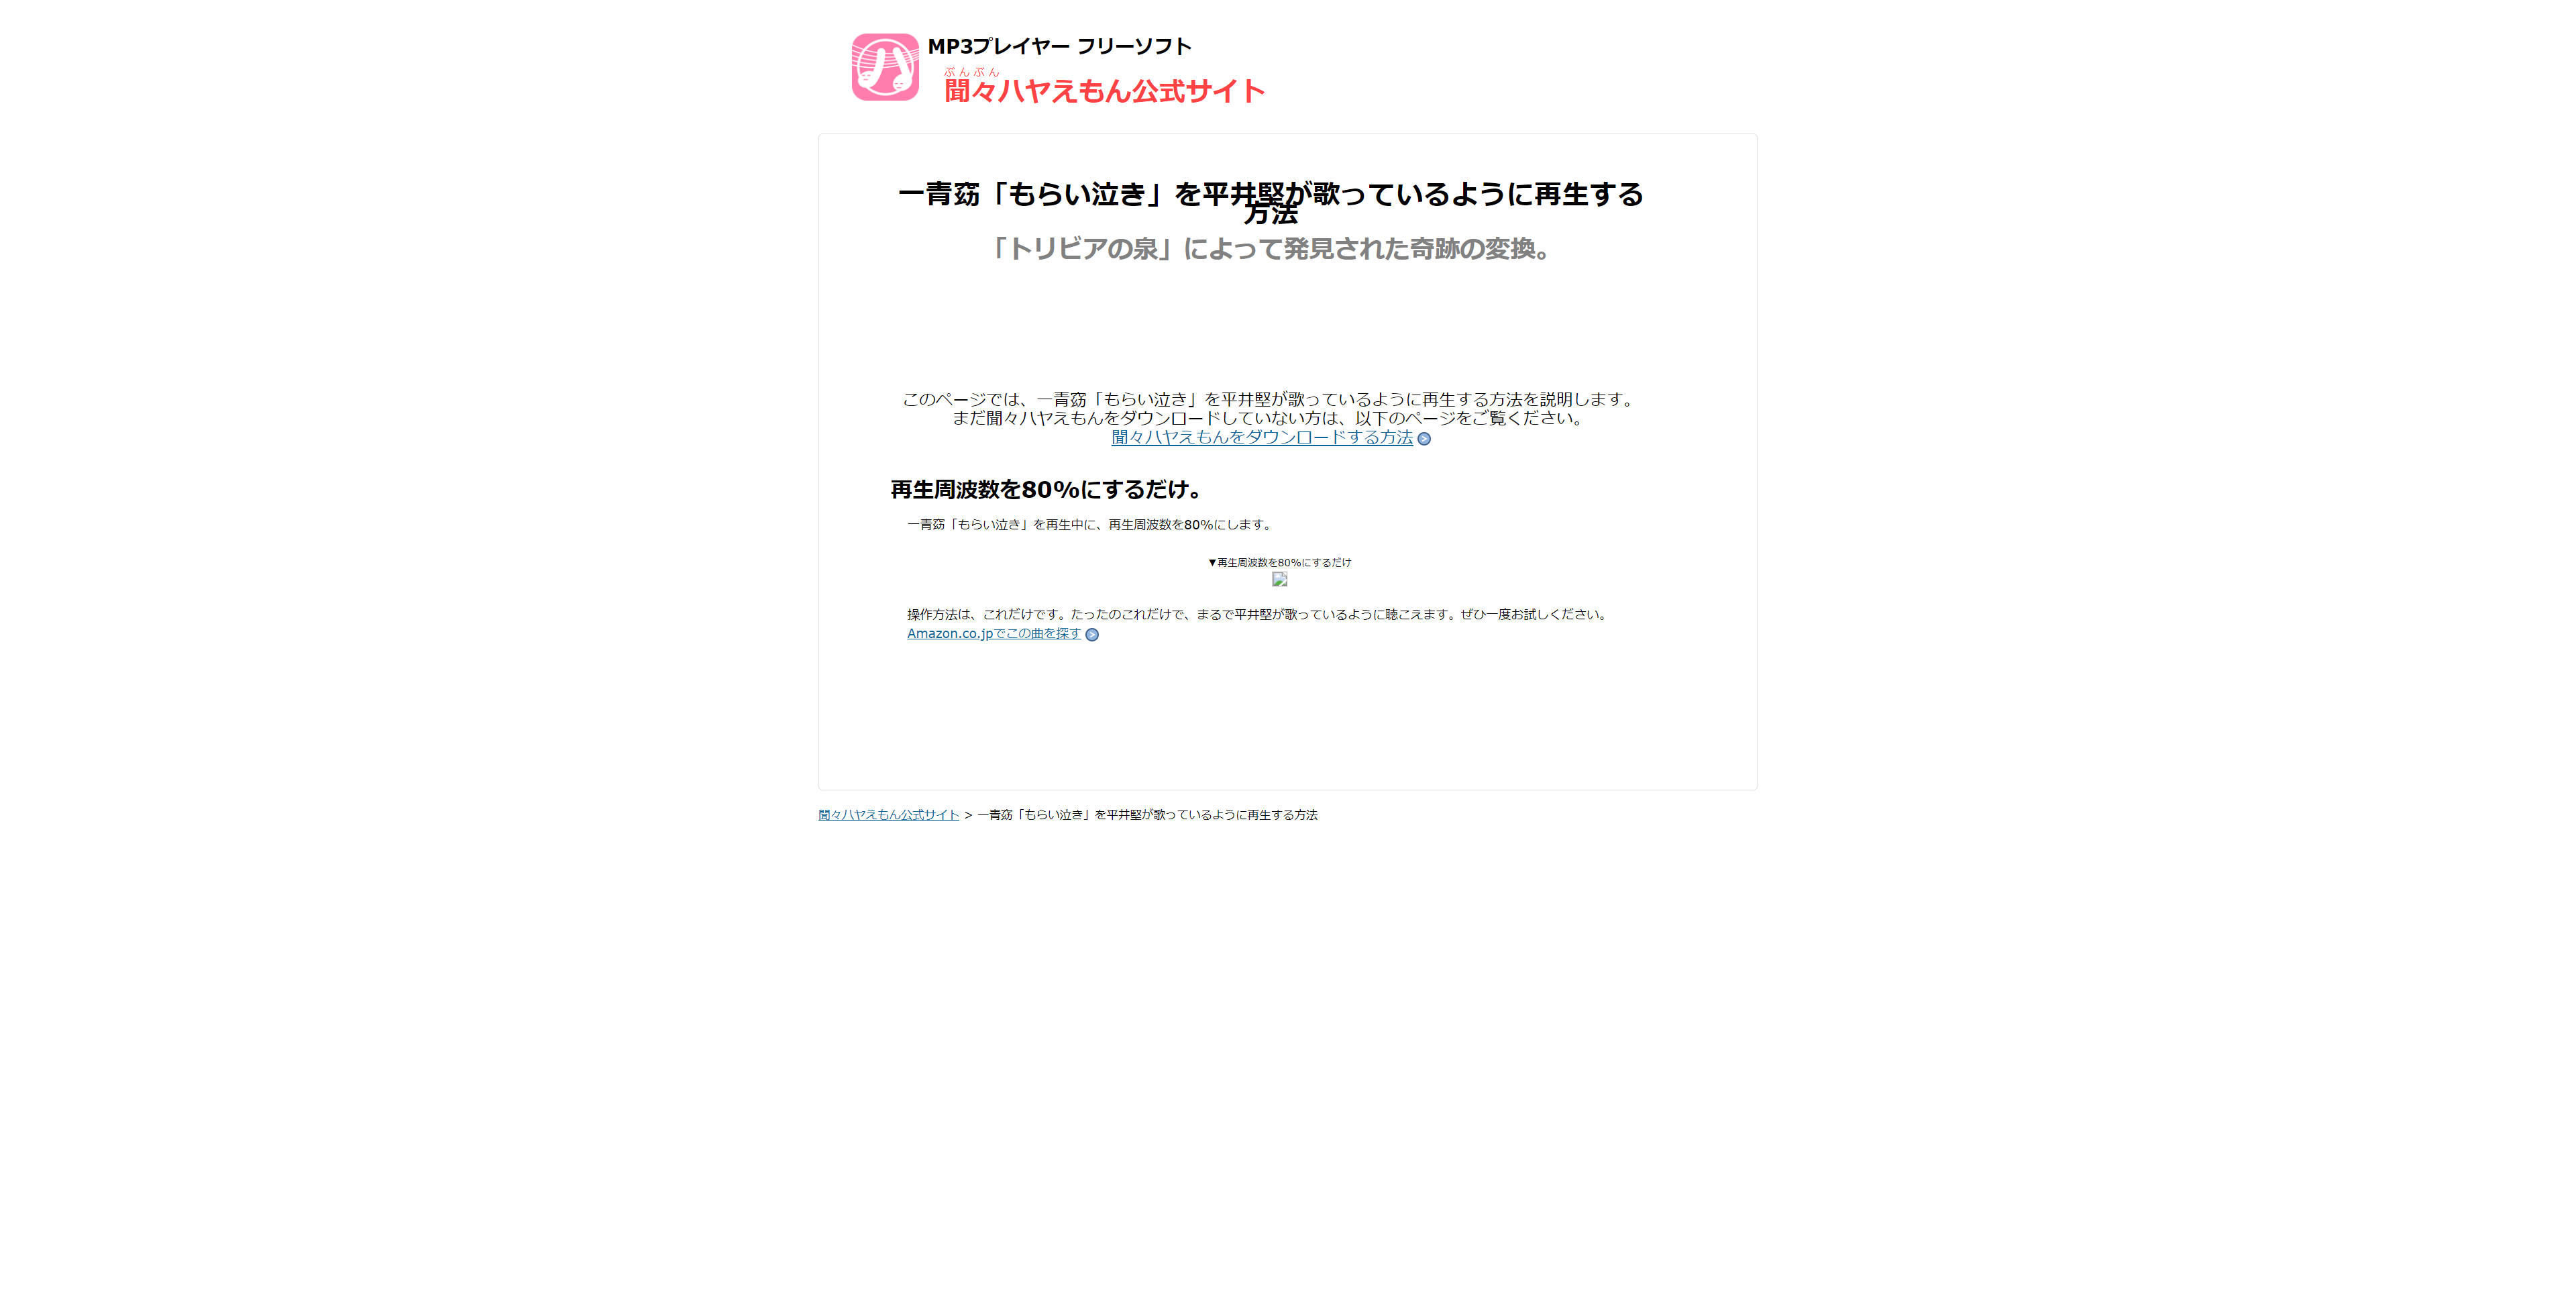 MP3プレイヤー フリーソフト
ぶんぶん
聞々ハヤえもん公式サイト
一青窈「もらい泣き」を平井堅が歌っているように再生する
方法
「トリビアの泉」によって発見された奇跡の変換。
このページでは、一青窈「もらい泣き」を平井堅が歌っているように再生する方法を説明します。
まだ聞々ハヤえもんをダウンロードしていない方は、以下のページをご覧ください。
聞々ハヤえもんをダウンロードする方法
再生周波数を80%にするだけ。
一青窈「もらい泣き」を再生中に、再生周波数を80%にします。
▼再生周波数を80%にするだけ
操作方法は、これだけです。たったのこれだけで、まるで平井堅が歌っているように聴こえます。ぜひ一度お試しください。
Amazon.co.jpでこの曲を探す
聞々ハヤえもん公式サイト > 一青窈「もらい泣き」を平井堅が歌っているように再生する方法